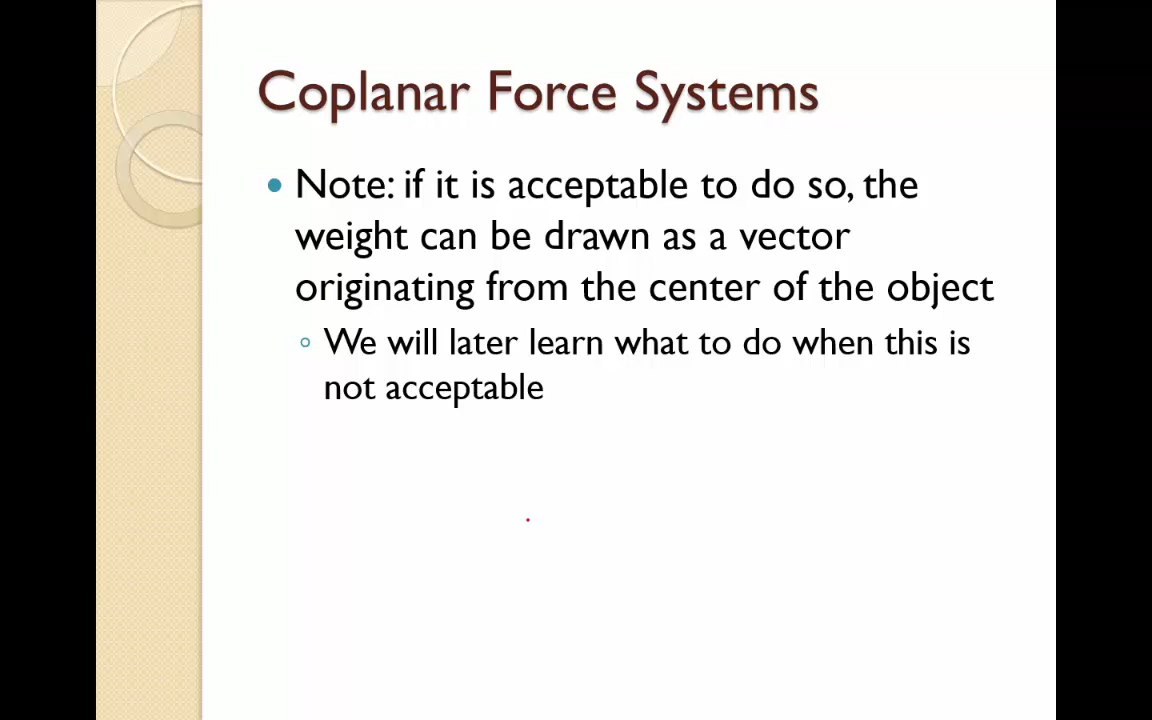 Coplanar Force Systems
Note: if it is acceptable to do so, the
weight can be drawn as a vector
originating from the center of the object
We will later learn what to do when this is
not acceptable